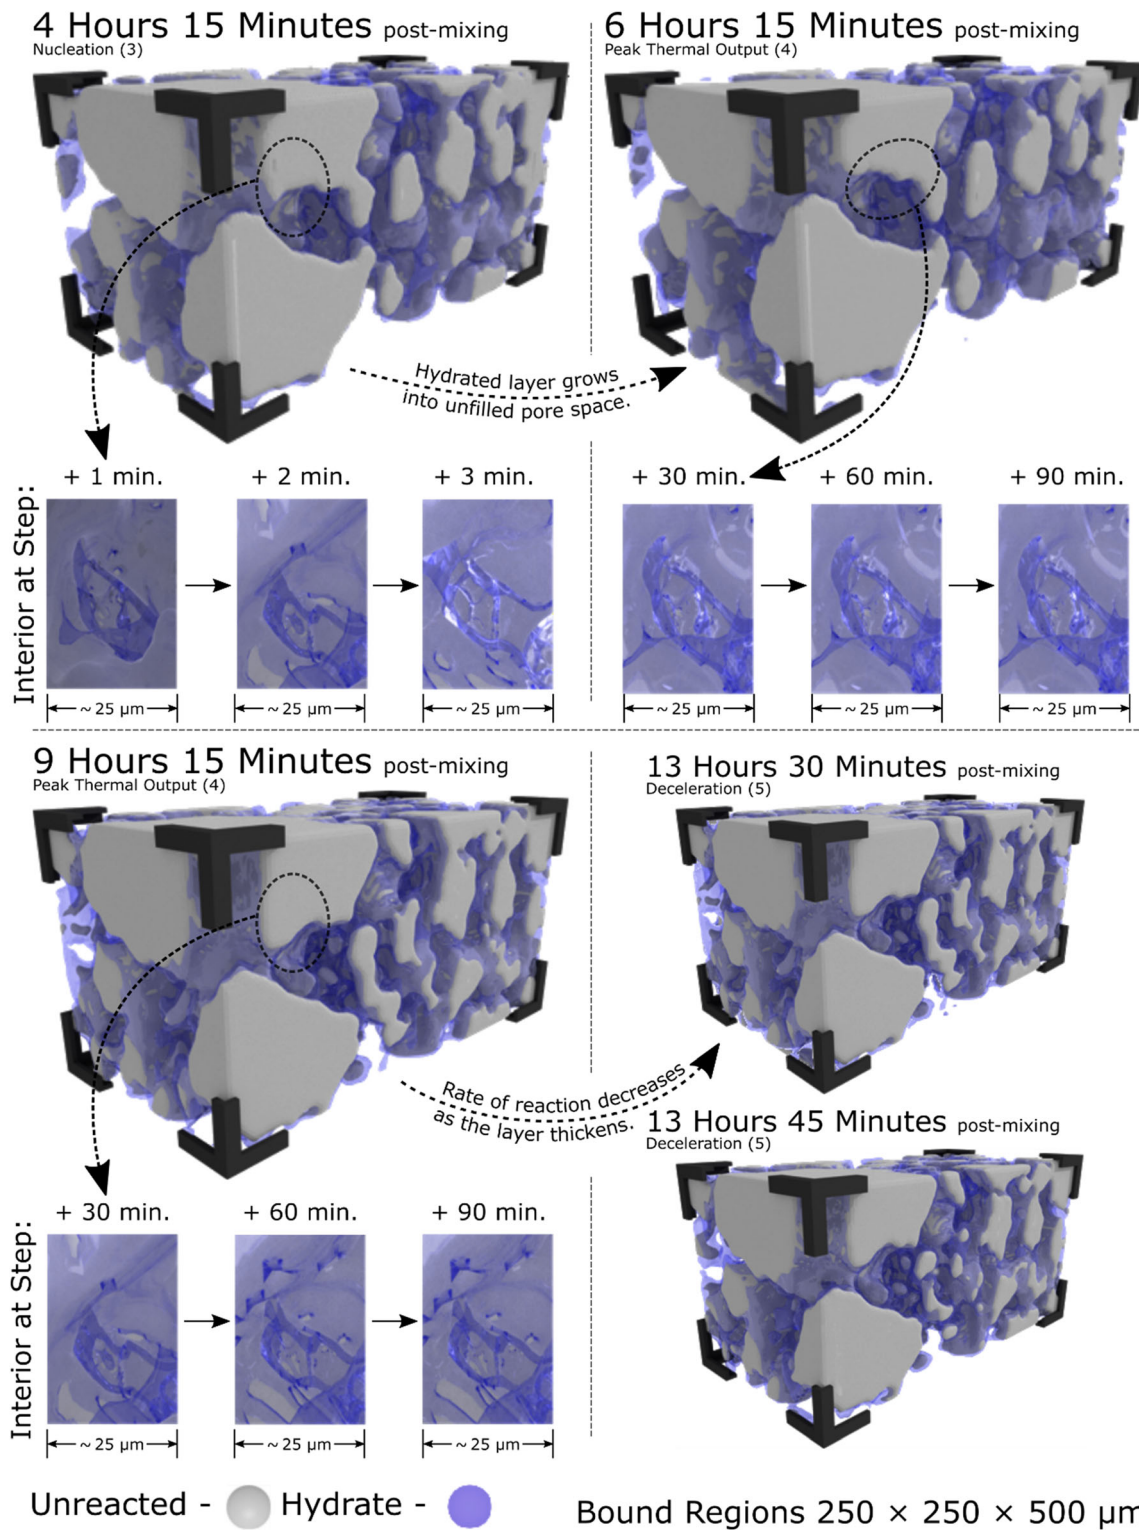 4 Hours 15 Minutes post-mixing
Nucleation (3)
6 Hours 15 Minutes post-mixing
Peak Thermal Output (4)
Hydrated layer grows
into unfilled pore space.
Interior at Step:
+ 1 min.
+ 2 min.
+ 3 min.
+ 30 min.
+ 60 min.
+ 90 min.
~ 25 µm
~ 25 µm
~ 25 µm
~ 25 µm
~ 25 µm
~ 25 µm
9 Hours 15 Minutes post-mixing
Peak Thermal Output (4)
13 Hours 30 Minutes post-mixing
Deceleration (5)
Rate of reaction decreases
as the layer thickens.
13 Hours 45 Minutes post-mixing
Deceleration (5)
Interior at Step:
+ 30 min.
+ 60 min.
+ 90 min.
~ 25 µm
~ 25 µm
~ 25 µm
Unreacted - Hydrate -
Bound Regions 250 × 250 × 500 µm